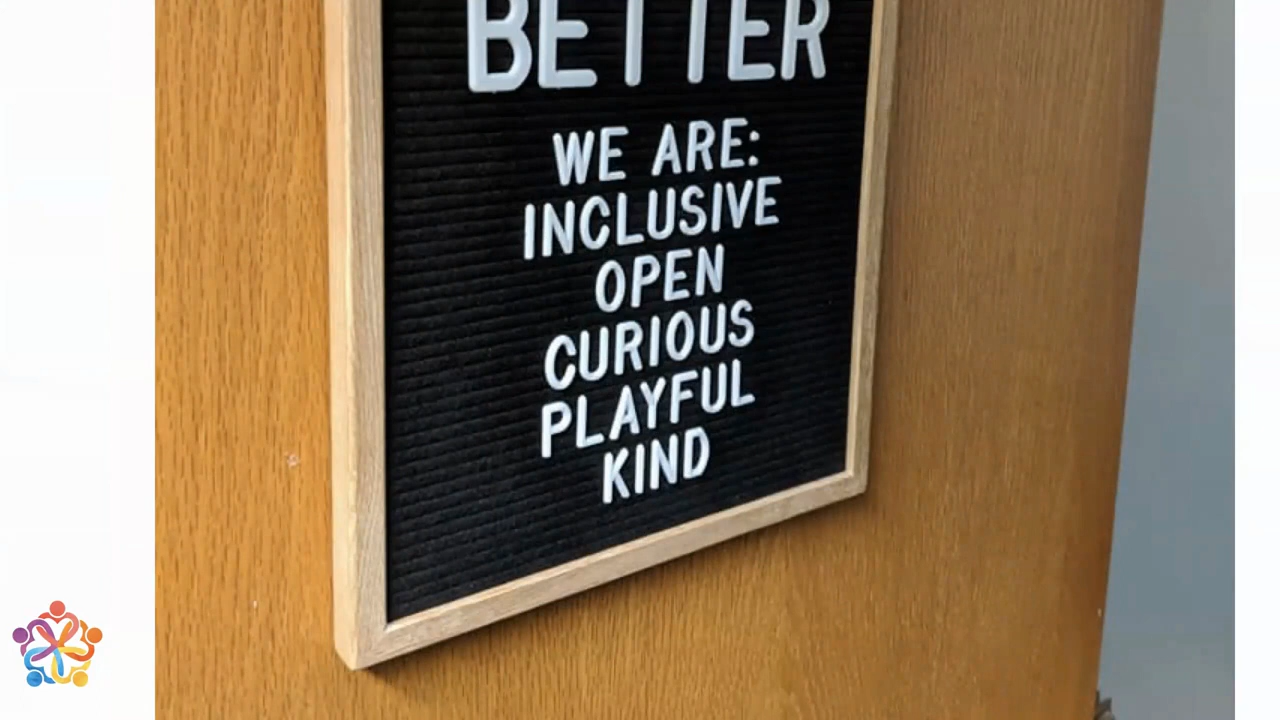 BETTER
WE ARE:
INCLUSIVE
OPEN
CURIOUS
PLAYFUL
KIND